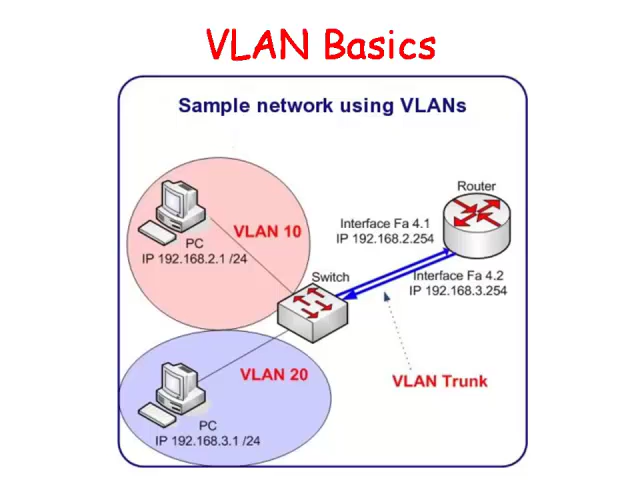 VLAN Basics
Sample network using VLANs
Router
Interface Fa 4.1
IP 192.168.2.254
VLAN 10
PC
IP 192.168.2.1 /24
Switch
Interface Fa 4.2
IP 192.168.3.254
VLAN 20
VLAN Trunk
PC
IP 192.168.3.1 /24